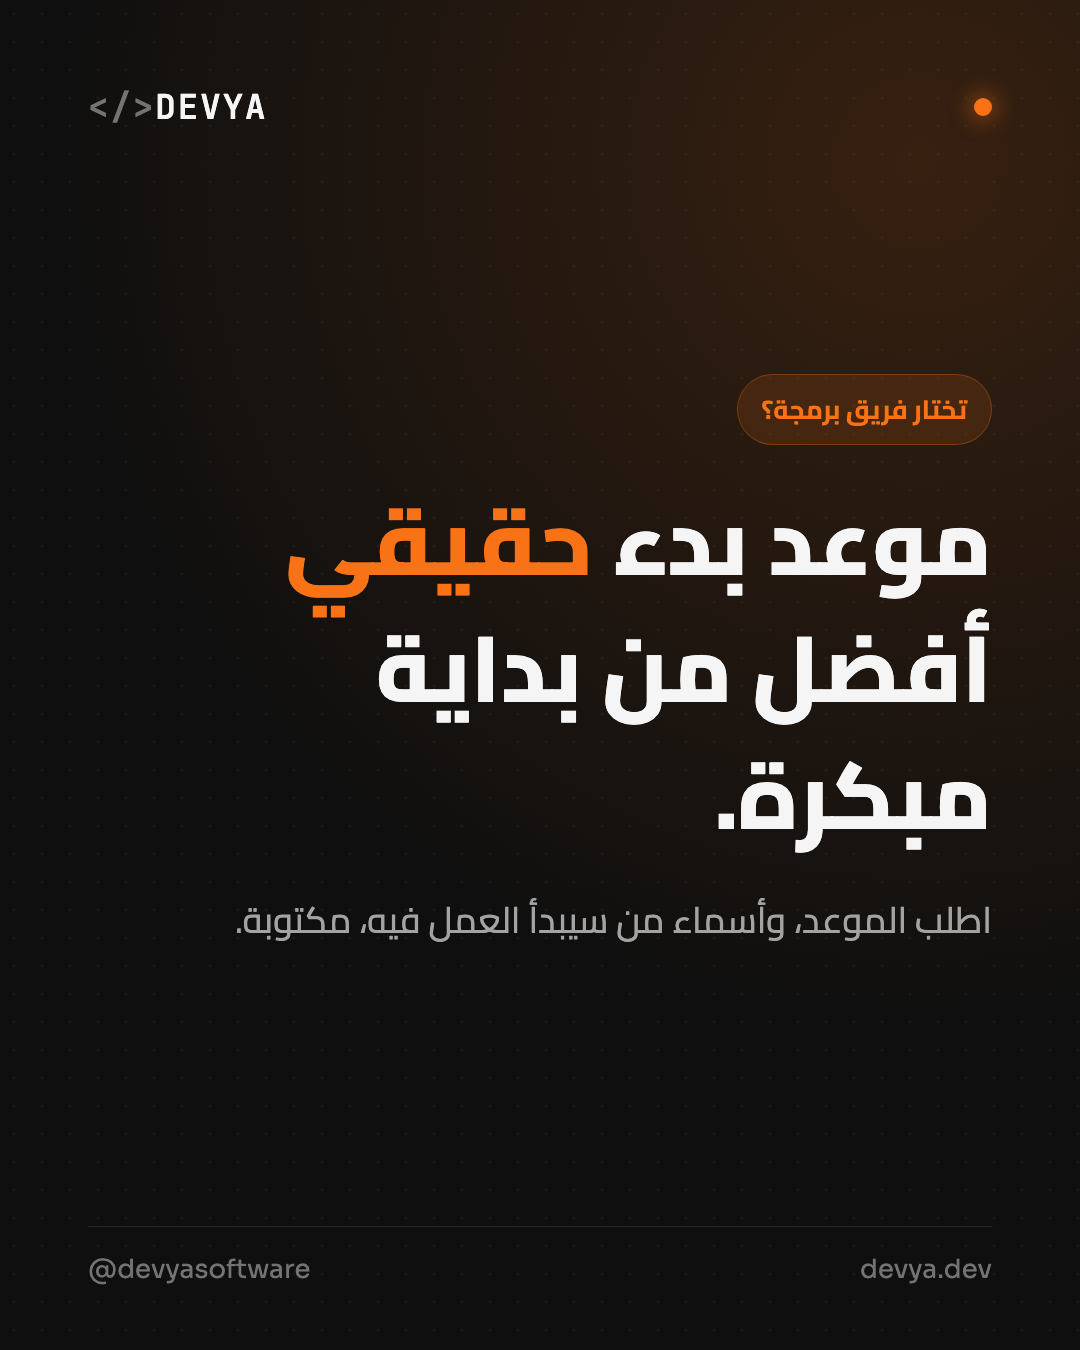 </>DEVYA
تختار فريق برمجة؟
موعد بدء حقيقي
أفضل من بداية
مبكرة.
اطلب الموعد، وأسماء من سيبدأ العمل فيه، مكتوبة.
@devyasoftware
devya.dev